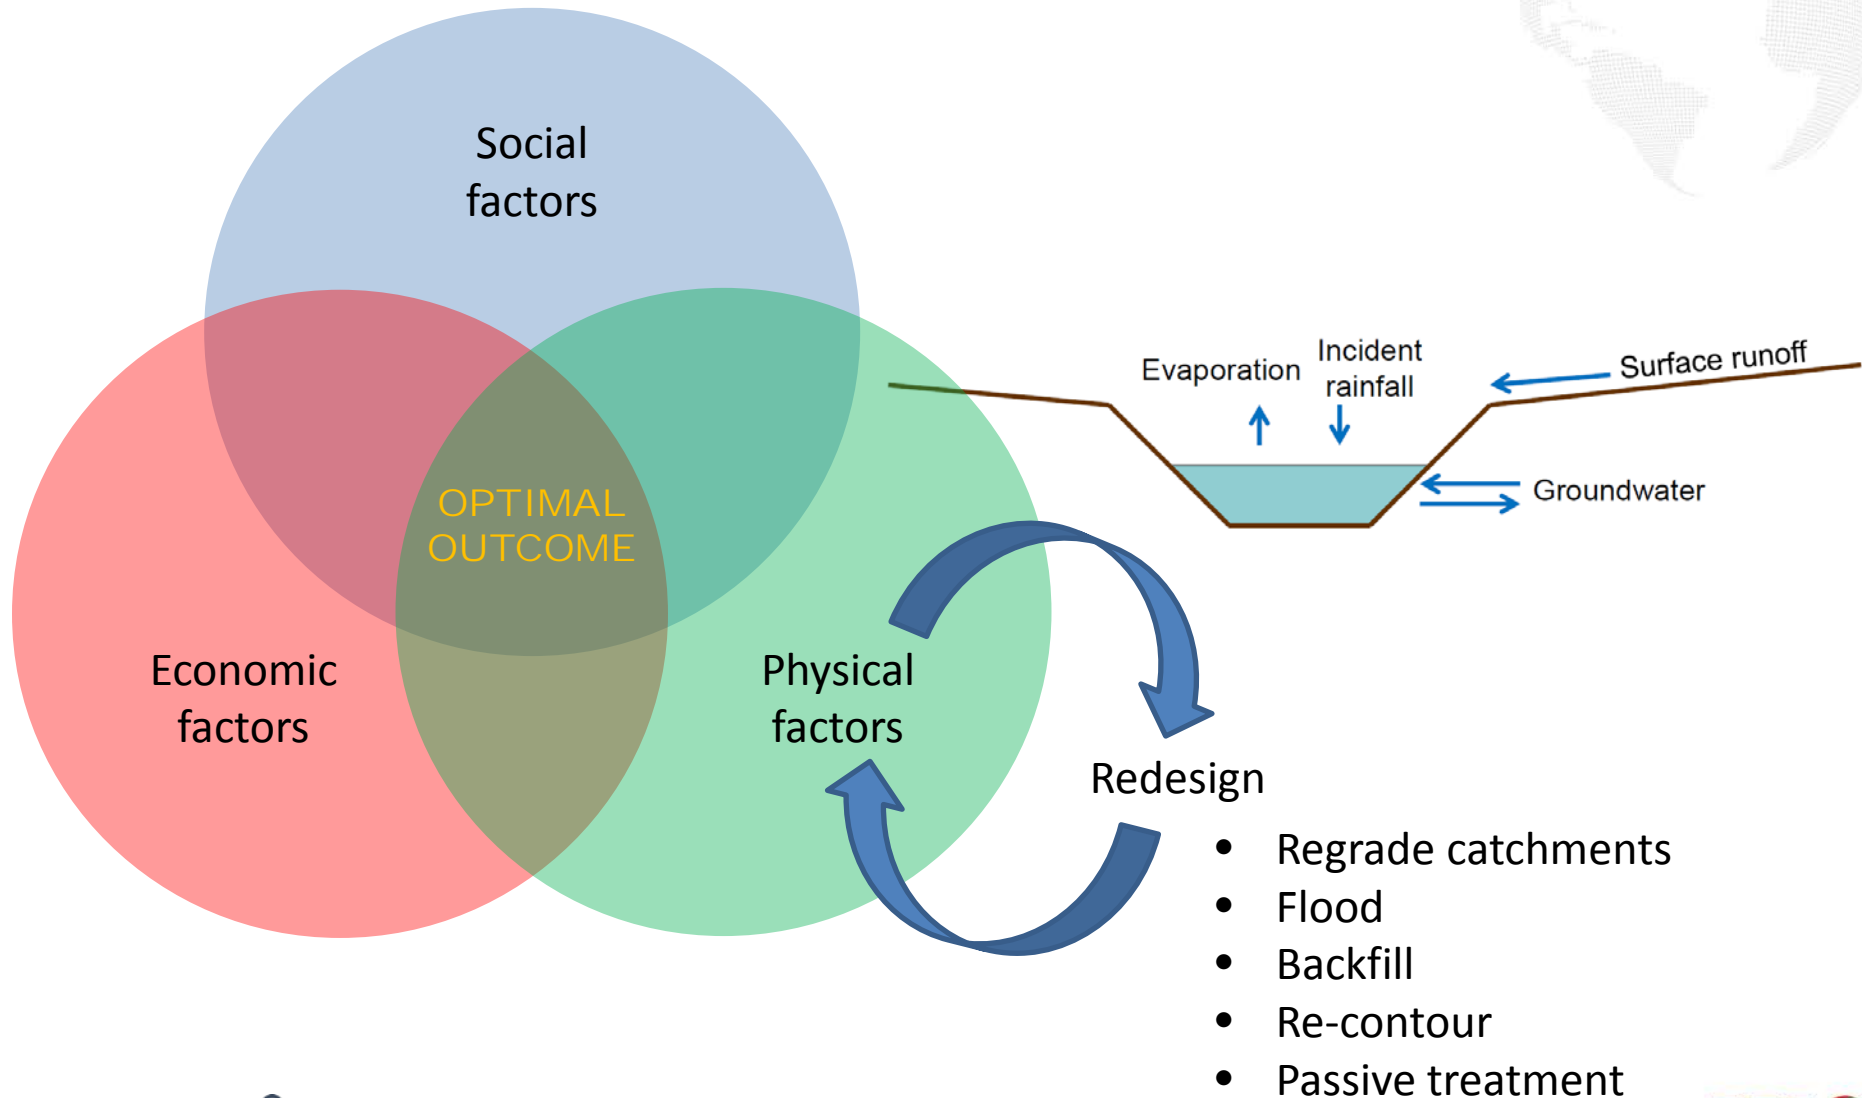 Social
factors
Evaporation
Incident
rainfall
Surface runoff
Groundwater
OPTIMAL
OUTCOME
Economic
factors
Physical
factors
Redesign
• Regrade catchments
• Flood
• Backfill
• Re-contour
• Passive treatment